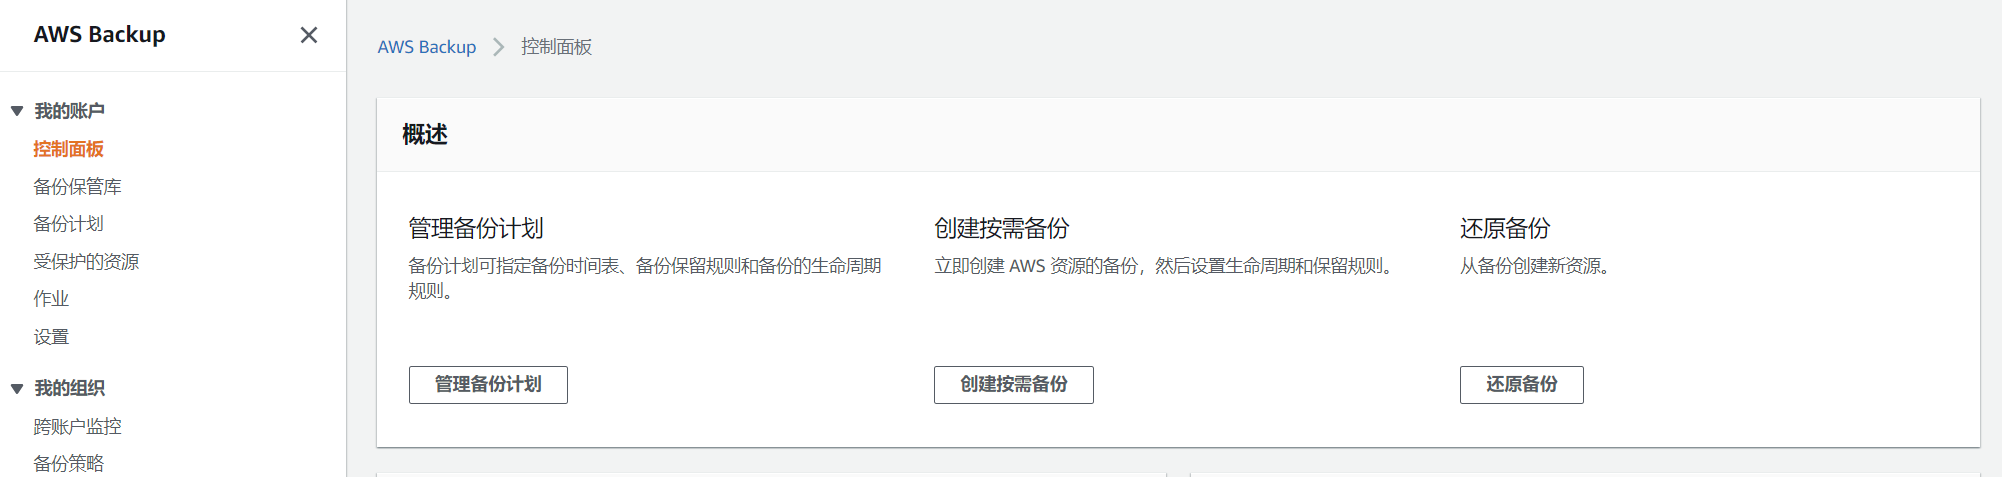 AWS Backup
我的账户
控制面板
备份保管库
备份计划
受保护的资源
作业
设置
我的组织
跨账户监控
备份策略
AWS Backup
控制面板
概述
管理备份计划
备份计划可指定备份时间表、备份保留规则和备份的生命周期
规则。
管理备份计划
创建按需备份
立即创建 AWS 资源的备份，然后设置生命周期和保留规则。
创建按需备份
还原备份
从备份创建新资源。
还原备份